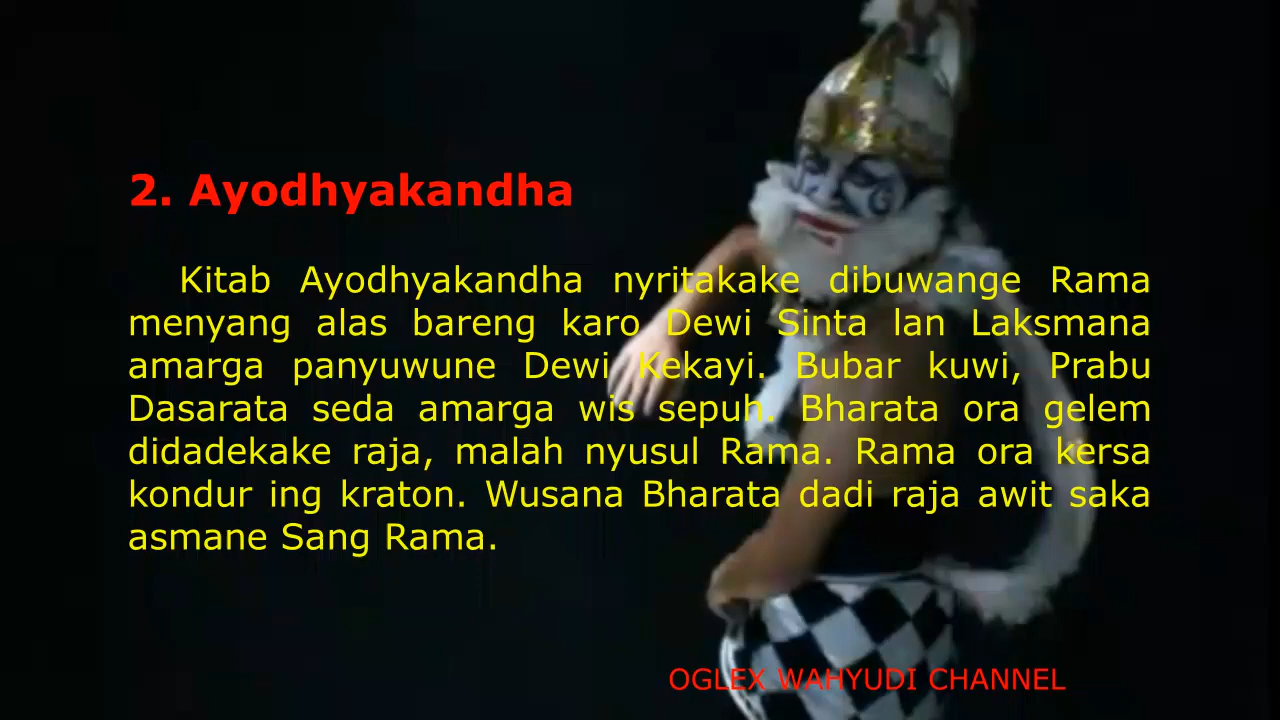 2. Ayodhyakandha
Kitab Ayodhyakandha nyritakake dibuwange Rama
menyang alas bareng karo Dewi Sinta lan Laksmana
amarga panyuwune Dewi Kekayi. Bubar kuwi, Prabu
Dasarata seda amarga wis sepuh. Bharata ora gelem
didadekake raja, malah nyusul Rama. Rama ora kersa
kondur ing kraton. Wusana Bharata dadi raja awit saka
asmane Sang Rama.
OGLEX WAHYUDI CHANNEL